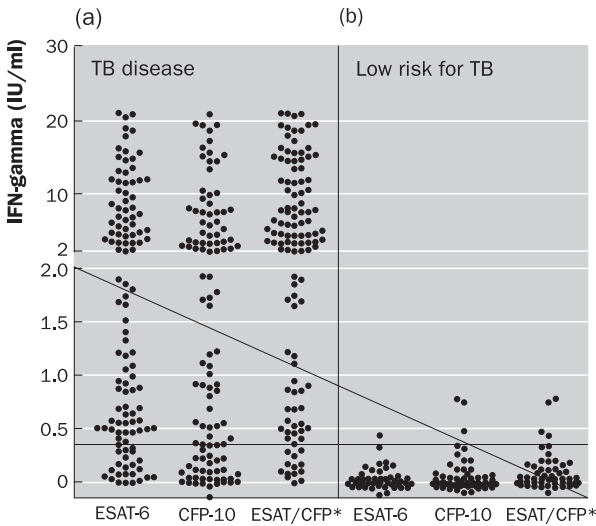 (a)
(b)
IFN-gamma (IU/ml)
30
20
10
2
2.0
1.5
1.0
0.5
0
TB disease
Low risk for TB
ESAT-6
CFP-10
ESAT/CFP*
ESAT-6
CFP-10
ESAT/CFP*